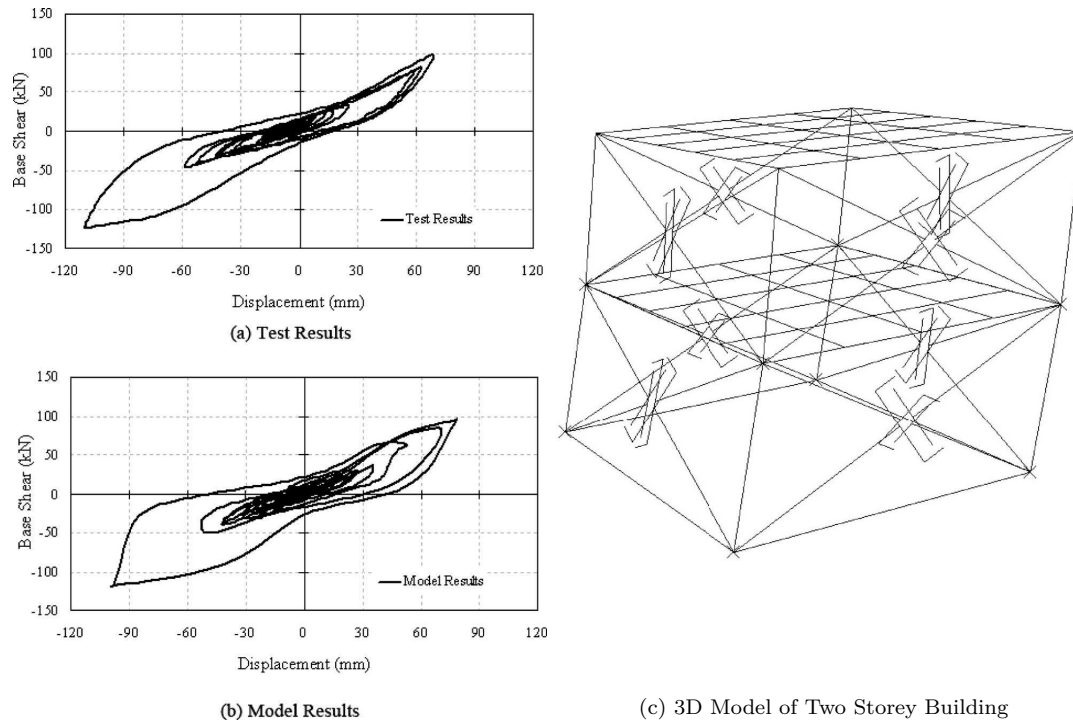 150
100
50
0
-50
-100
-150
Base Shear (kN)
Test Results
-120 -90 -60 -30 0 30 60 90 120
Displacement (mm)
(a) Test Results
150
100
50
0
-50
-100
-150
Base Shear (kN)
Model Results
-120 -90 -60 -30 0 30 60 90 120
Displacement (mm)
(b) Model Results
(c) 3D Model of Two Storey Building